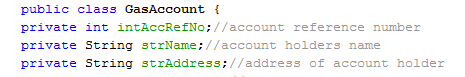 public class GasAccount {
private int intAccRefNo;//account reference number
private String strName;//account holders name
private String strAddress;//address of account holder